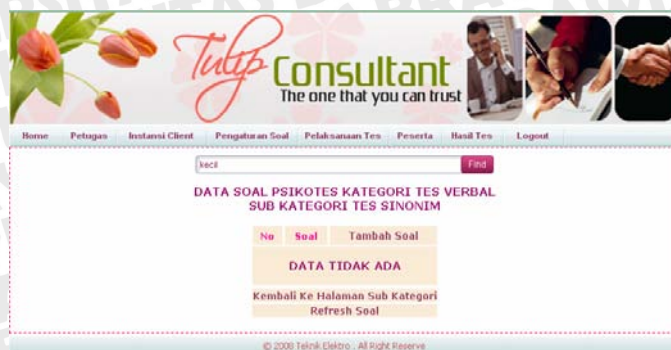 Tulip Consultant
The one that you can trust
Home Petugas Instansi Client Pengaturan Soal Pelaksanaan Tes Peserta Hasil Tes Logout
kecil Find
DATA SOAL PSIKOTES KATEGORI TES VERBAL
SUB KATEGORI TES SINONIM
No Soal Tambah Soal
DATA TIDAK ADA
Kembali Ke Halaman Sub Kategori
Refresh Soal
© 2008 Teknik Elektro . All Right Reserve